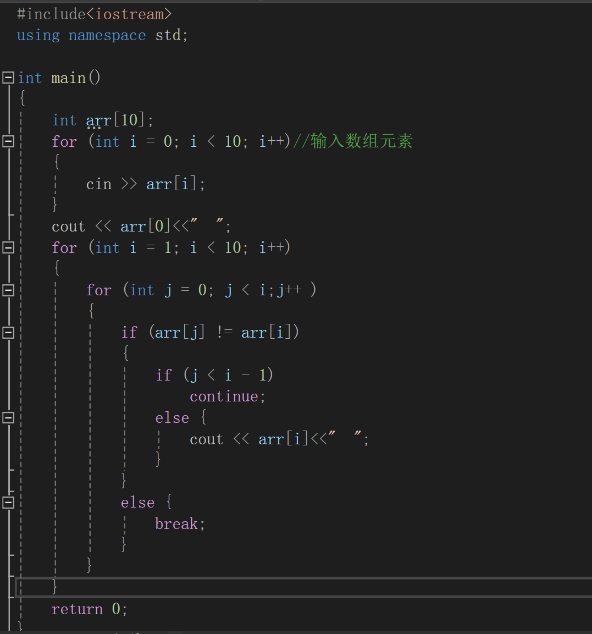 #include<iostream>
using namespace std;
int main()
{
int arr[10];
for (int i = 0; i < 10; i++)//输入数组元素
{
cin >> arr[i];
}
cout << arr[0]<<"  ";
for (int i = 1; i < 10; i++)
{
for (int j = 0; j < i;j++ )
{
if (arr[j] != arr[i])
{
if (j < i - 1)
continue;
else {
cout << arr[i]<<"  ";
}
}
else {
break;
}
}
}
return 0;
}